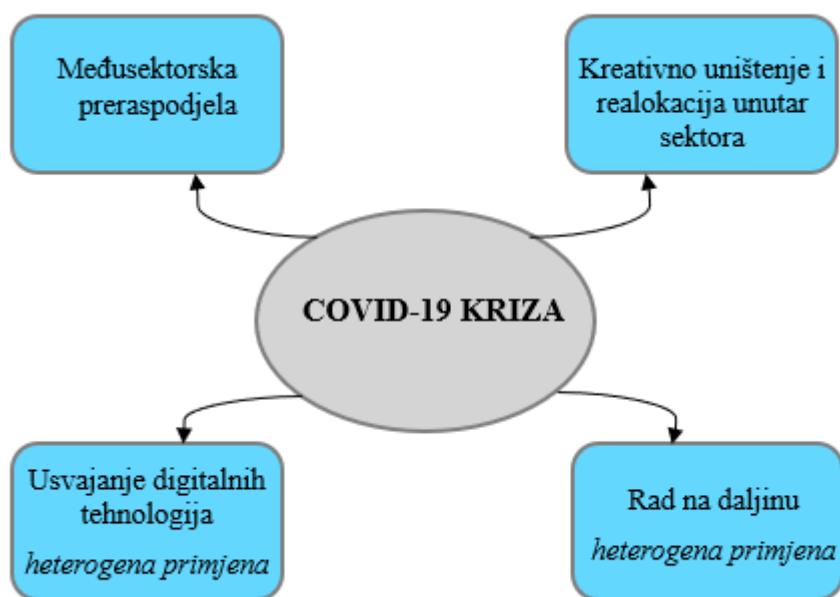 Međusektorska
preraspodjela
Kreativno uništenje i
realokacija unutar
sektora
COVID-19 KRIZA
Usvajanje digitalnih
tehnologija
heterogena primjena
Rad na daljinu
heterogena primjena